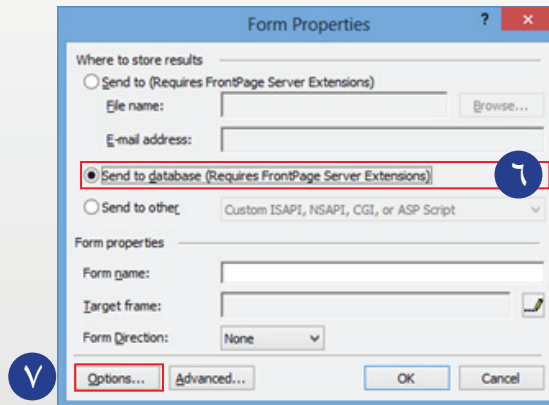 Form Properties ?
Where to store results
Send to (Requires FrontPage Server Extensions)
File name: Browse...
E-mail address:
Send to database (Requires FrontPage Server Extensions) ٦
Send to other Custom ISAPI, NSAPI, CGI, or ASP Script
Form properties
Form name:
Target frame:
Form Direction: None
٧ Options... Advanced... OK Cancel